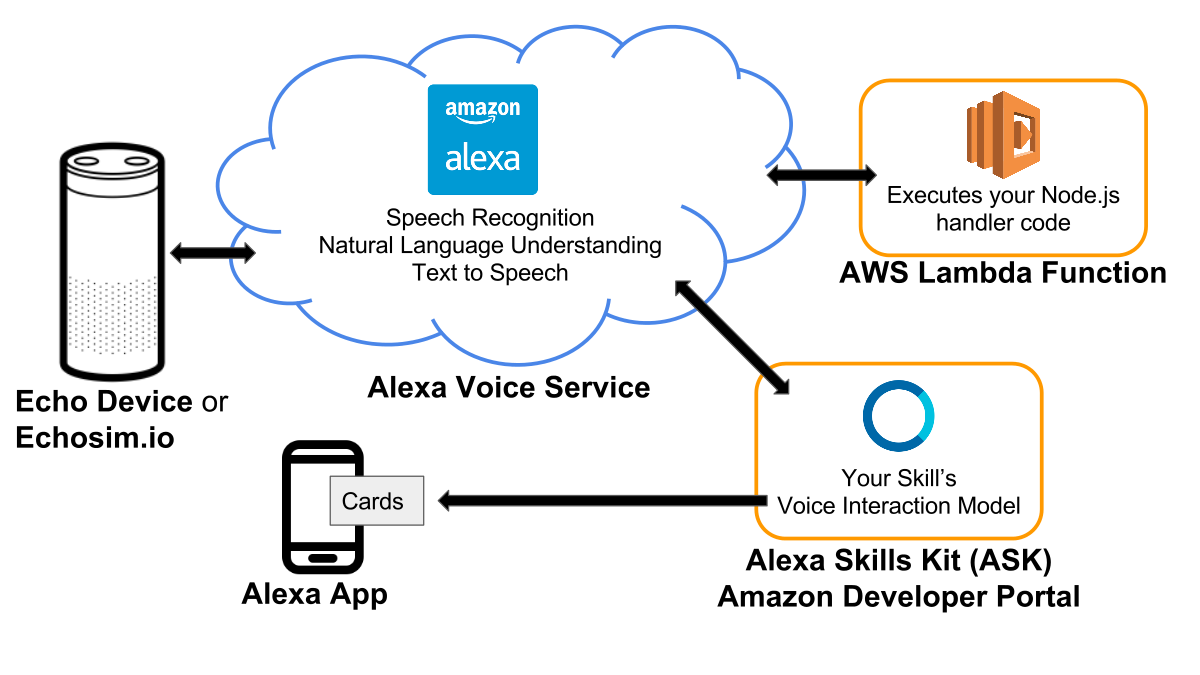 amazon
alexa
Speech Recognition
Natural Language Understanding
Text to Speech
Alexa Voice Service
Executes your Node.js
handler code
AWS Lambda Function
Echo Device or
Echosim.io
Cards
Alexa App
Your Skill’s
Voice Interaction Model
Alexa Skills Kit (ASK)
Amazon Developer Portal